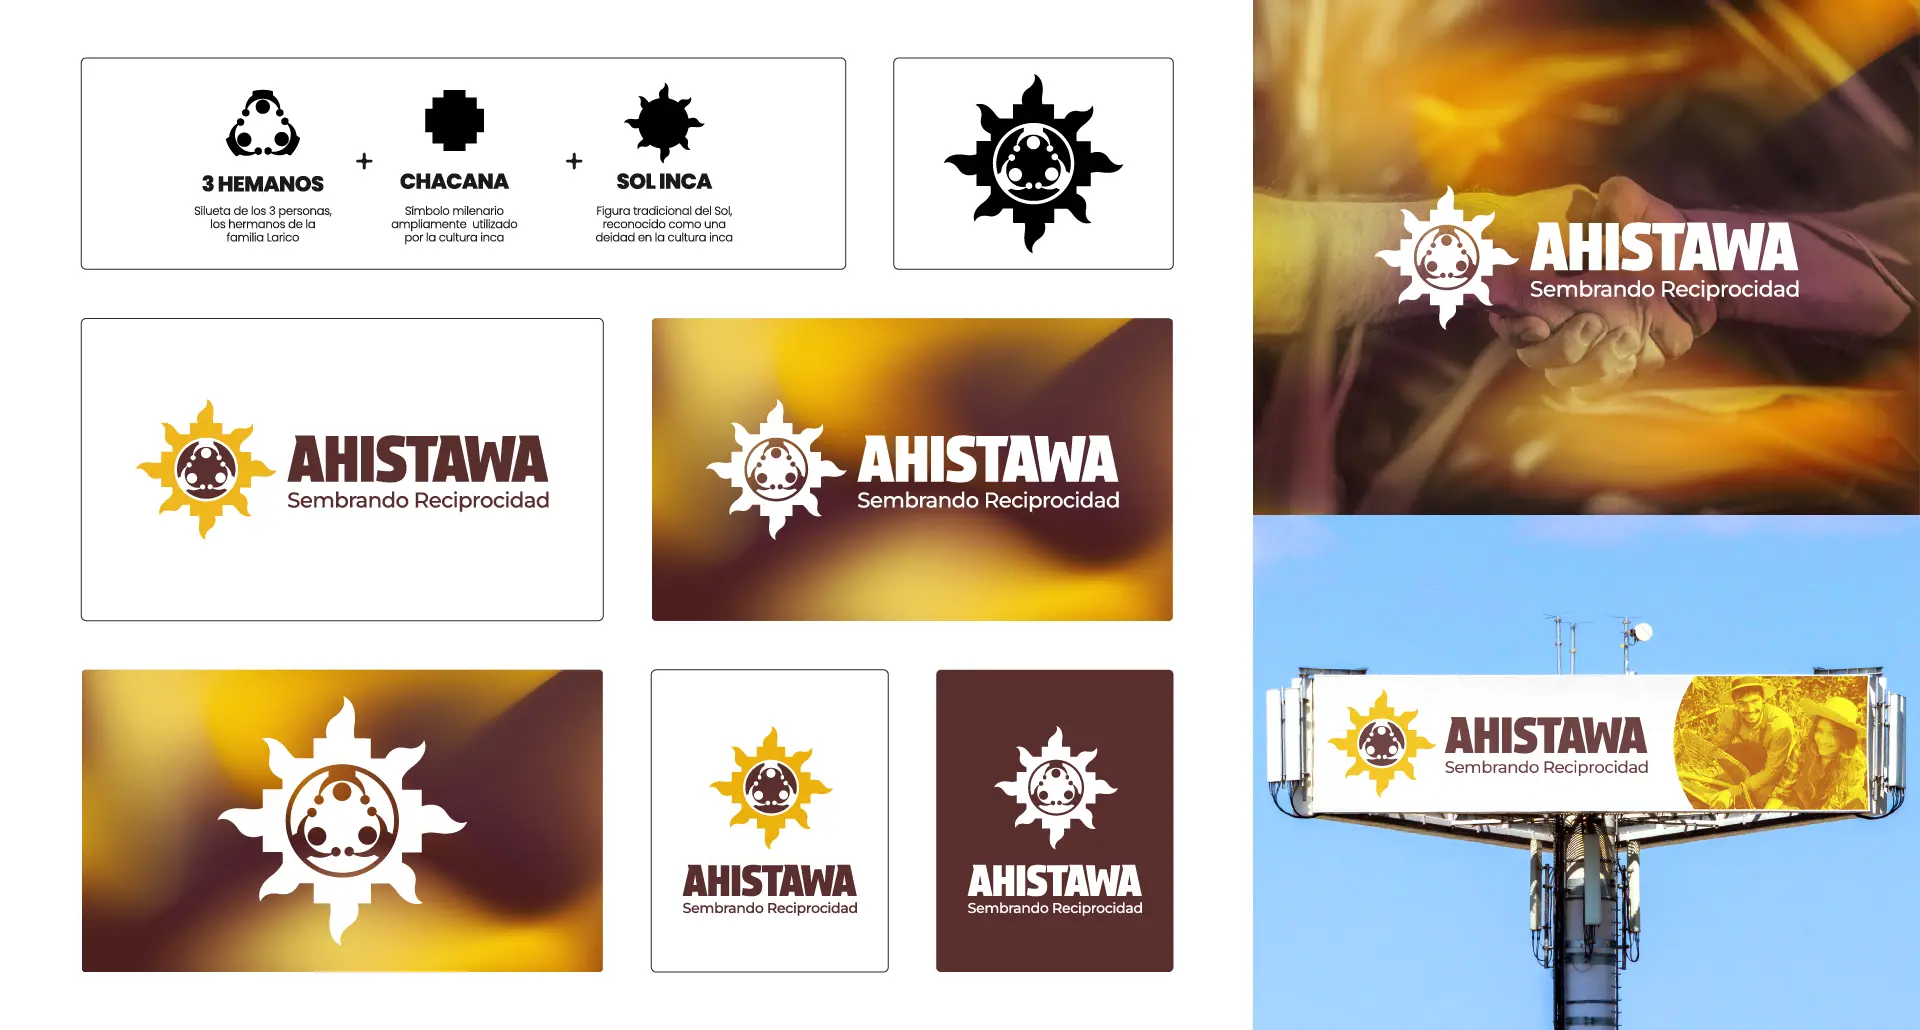 3 HEMANOS
Silueta de los 3 personas,
los hermanos de la
familia Larico
+
CHACANA
Símbolo milenario
ampliamente utilizado
por la cultura inca
+
SOL INCA
Figura tradicional del Sol,
reconocido como una
deidad en la cultura inca
AHISTAWA
Sembrando Reciprocidad
AHISTAWA
Sembrando Reciprocidad
AHISTAWA
Sembrando Reciprocidad
AHISTAWA
Sembrando Reciprocidad
AHISTAWA
Sembrando Reciprocidad
AHISTAWA
Sembrando Reciprocidad